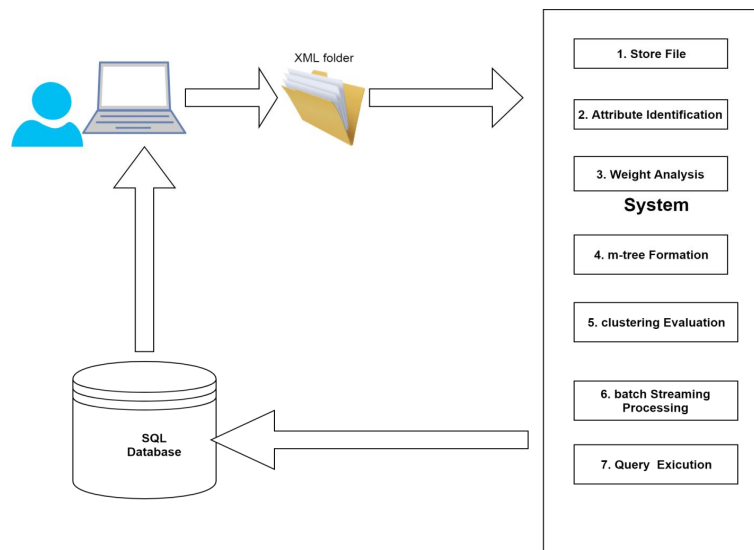 XML folder
1. Store File
2. Attribute Identification
3. Weight Analysis
System
4. m-tree Formation
5. clustering Evaluation
6. batch Streaming
Processing
7. Query Exicution
SQL
Database